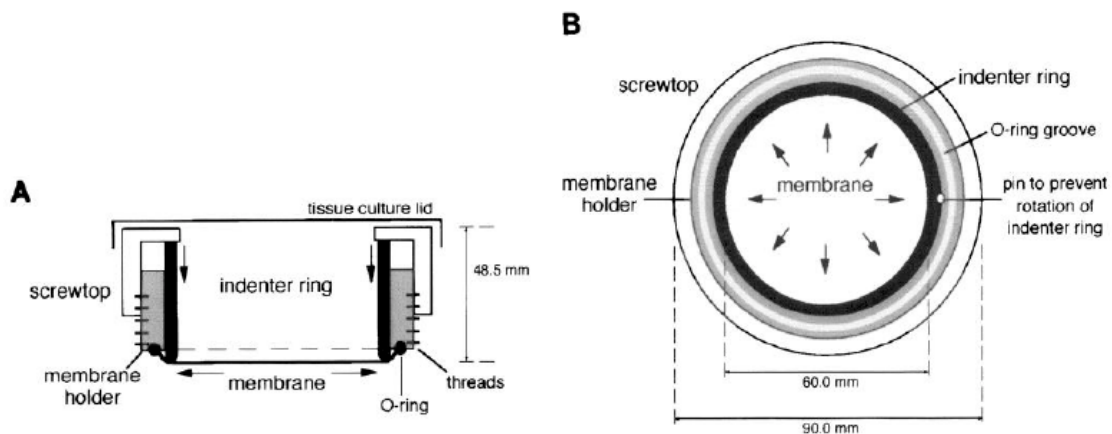 A
tissue culture lid
screwtop
indenter ring
48.5 mm
membrane
holder
membrane
O-ring
threads
B
screwtop
indenter ring
O-ring groove
membrane
holder
membrane
pin to prevent
rotation of
indenter ring
60.0 mm
90.0 mm